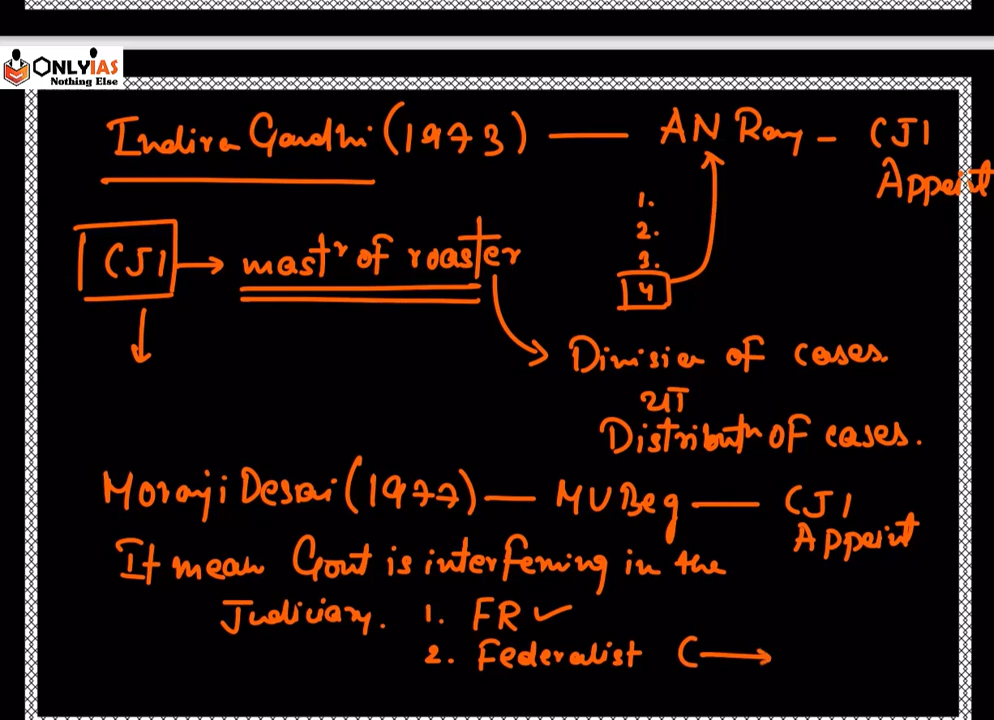 ONLYIAS
Nothing Else
Indira Gandhi (1973) — AN Ray - CJI
Appoint
1.
2.
3.
4
CJI → mastr of roaster
Division of cases.
या
Distributn of cases.
Moraji Desai (1977) — MU Beg — CJI
Appoint
It mean Govt is interfering in the
Judiciary. 1. FR ✓
2. Federalist C →